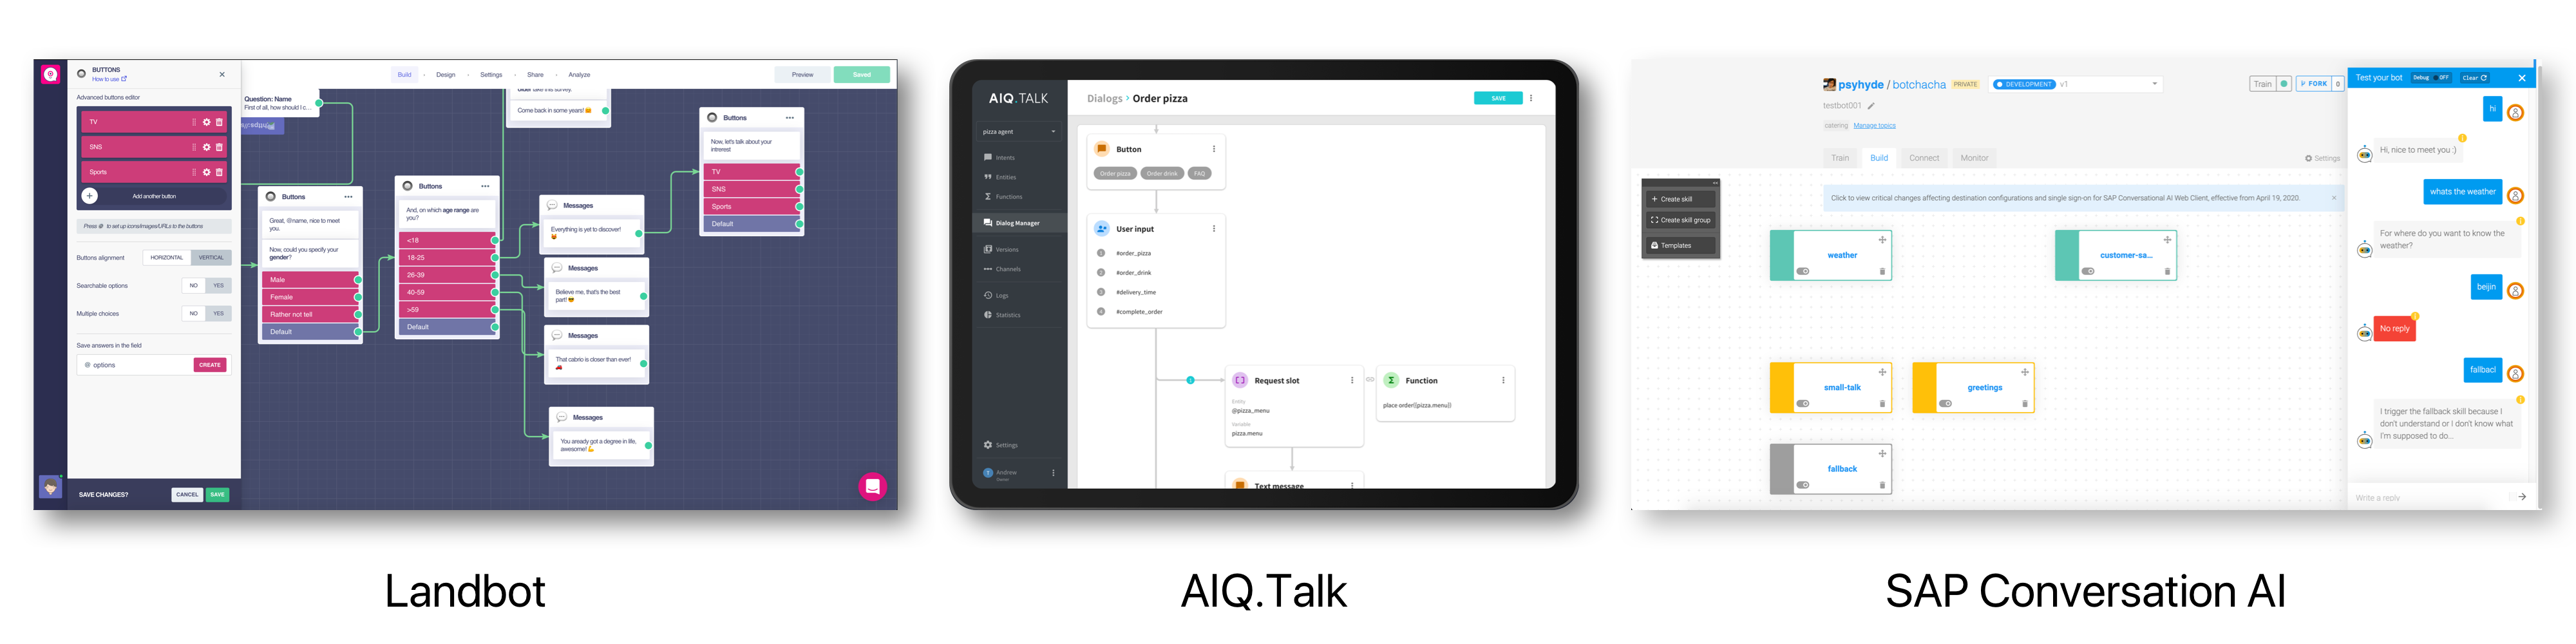 BUTTONS
How to use
Advanced buttons editor
TV
SNS
Sports
Add another button
Press @ to set up icons/images/URLs to the buttons
Buttons alignment
HORIZONTAL
VERTICAL
Searchable options
NO
YES
Multiple choices
NO
YES
Save answers in the field
@ options
CREATE
SAVE CHANGES?
CANCEL
SAVE
Build
Design
Settings
Share
Analyze
Preview
Saved
Question: Name
First of all, how should I c...
Buttons
Great, @name, nice to meet
you.
Now, could you specify your
gender?
Male
Female
Rather not tell
Default
Buttons
And, on which age range are
you?
<18
18-25
26-39
40-59
>59
Default
Come back in some years!
Messages
Everything is yet to discover!
Messages
Believe me, that's the best
part!
Messages
That cabrio is closer than ever!
Messages
You aready got a degree in life,
awesome!
Buttons
Now, let's talk about your
intrerest
TV
SNS
Sports
Default
Landbot
AIQ.TALK
pizza agent
Intents
Entities
Functions
Dialog Manager
Versions
Channels
Logs
Statistics
Settings
T
Andrew
Owner
Dialogs > Order pizza
SAVE
Button
Order pizza
Order drink
FAQ
User input
1 #order_pizza
2 #order_drink
3 #delivery_time
4 #complete_order
Request slot
Entity
@pizza_menu
Variable
pizza.menu
Function
place order({pizza.menu})
Text message
AIQ.Talk
psyhyde / botchacha
PRIVATE
DEVELOPMENT
v1
testbot001
catering
Manage topics
Train
FORK
0
Train
Build
Connect
Monitor
Settings
+ Create skill
Create skill group
Templates
Click to view critical changes affecting destination configurations and single sign-on for SAP Conversational AI Web Client, effective from April 19, 2020.
weather
customer-sa...
small-talk
greetings
fallback
Test your bot
Debug
OFF
Clear
hi
Hi, nice to meet you :)
whats the weather
For where do you want to know the
weather?
beijin
No reply
fallbacl
I trigger the fallback skill because I
don't understand or I don't know what
I'm supposed to do...
Write a reply
SAP Conversation AI